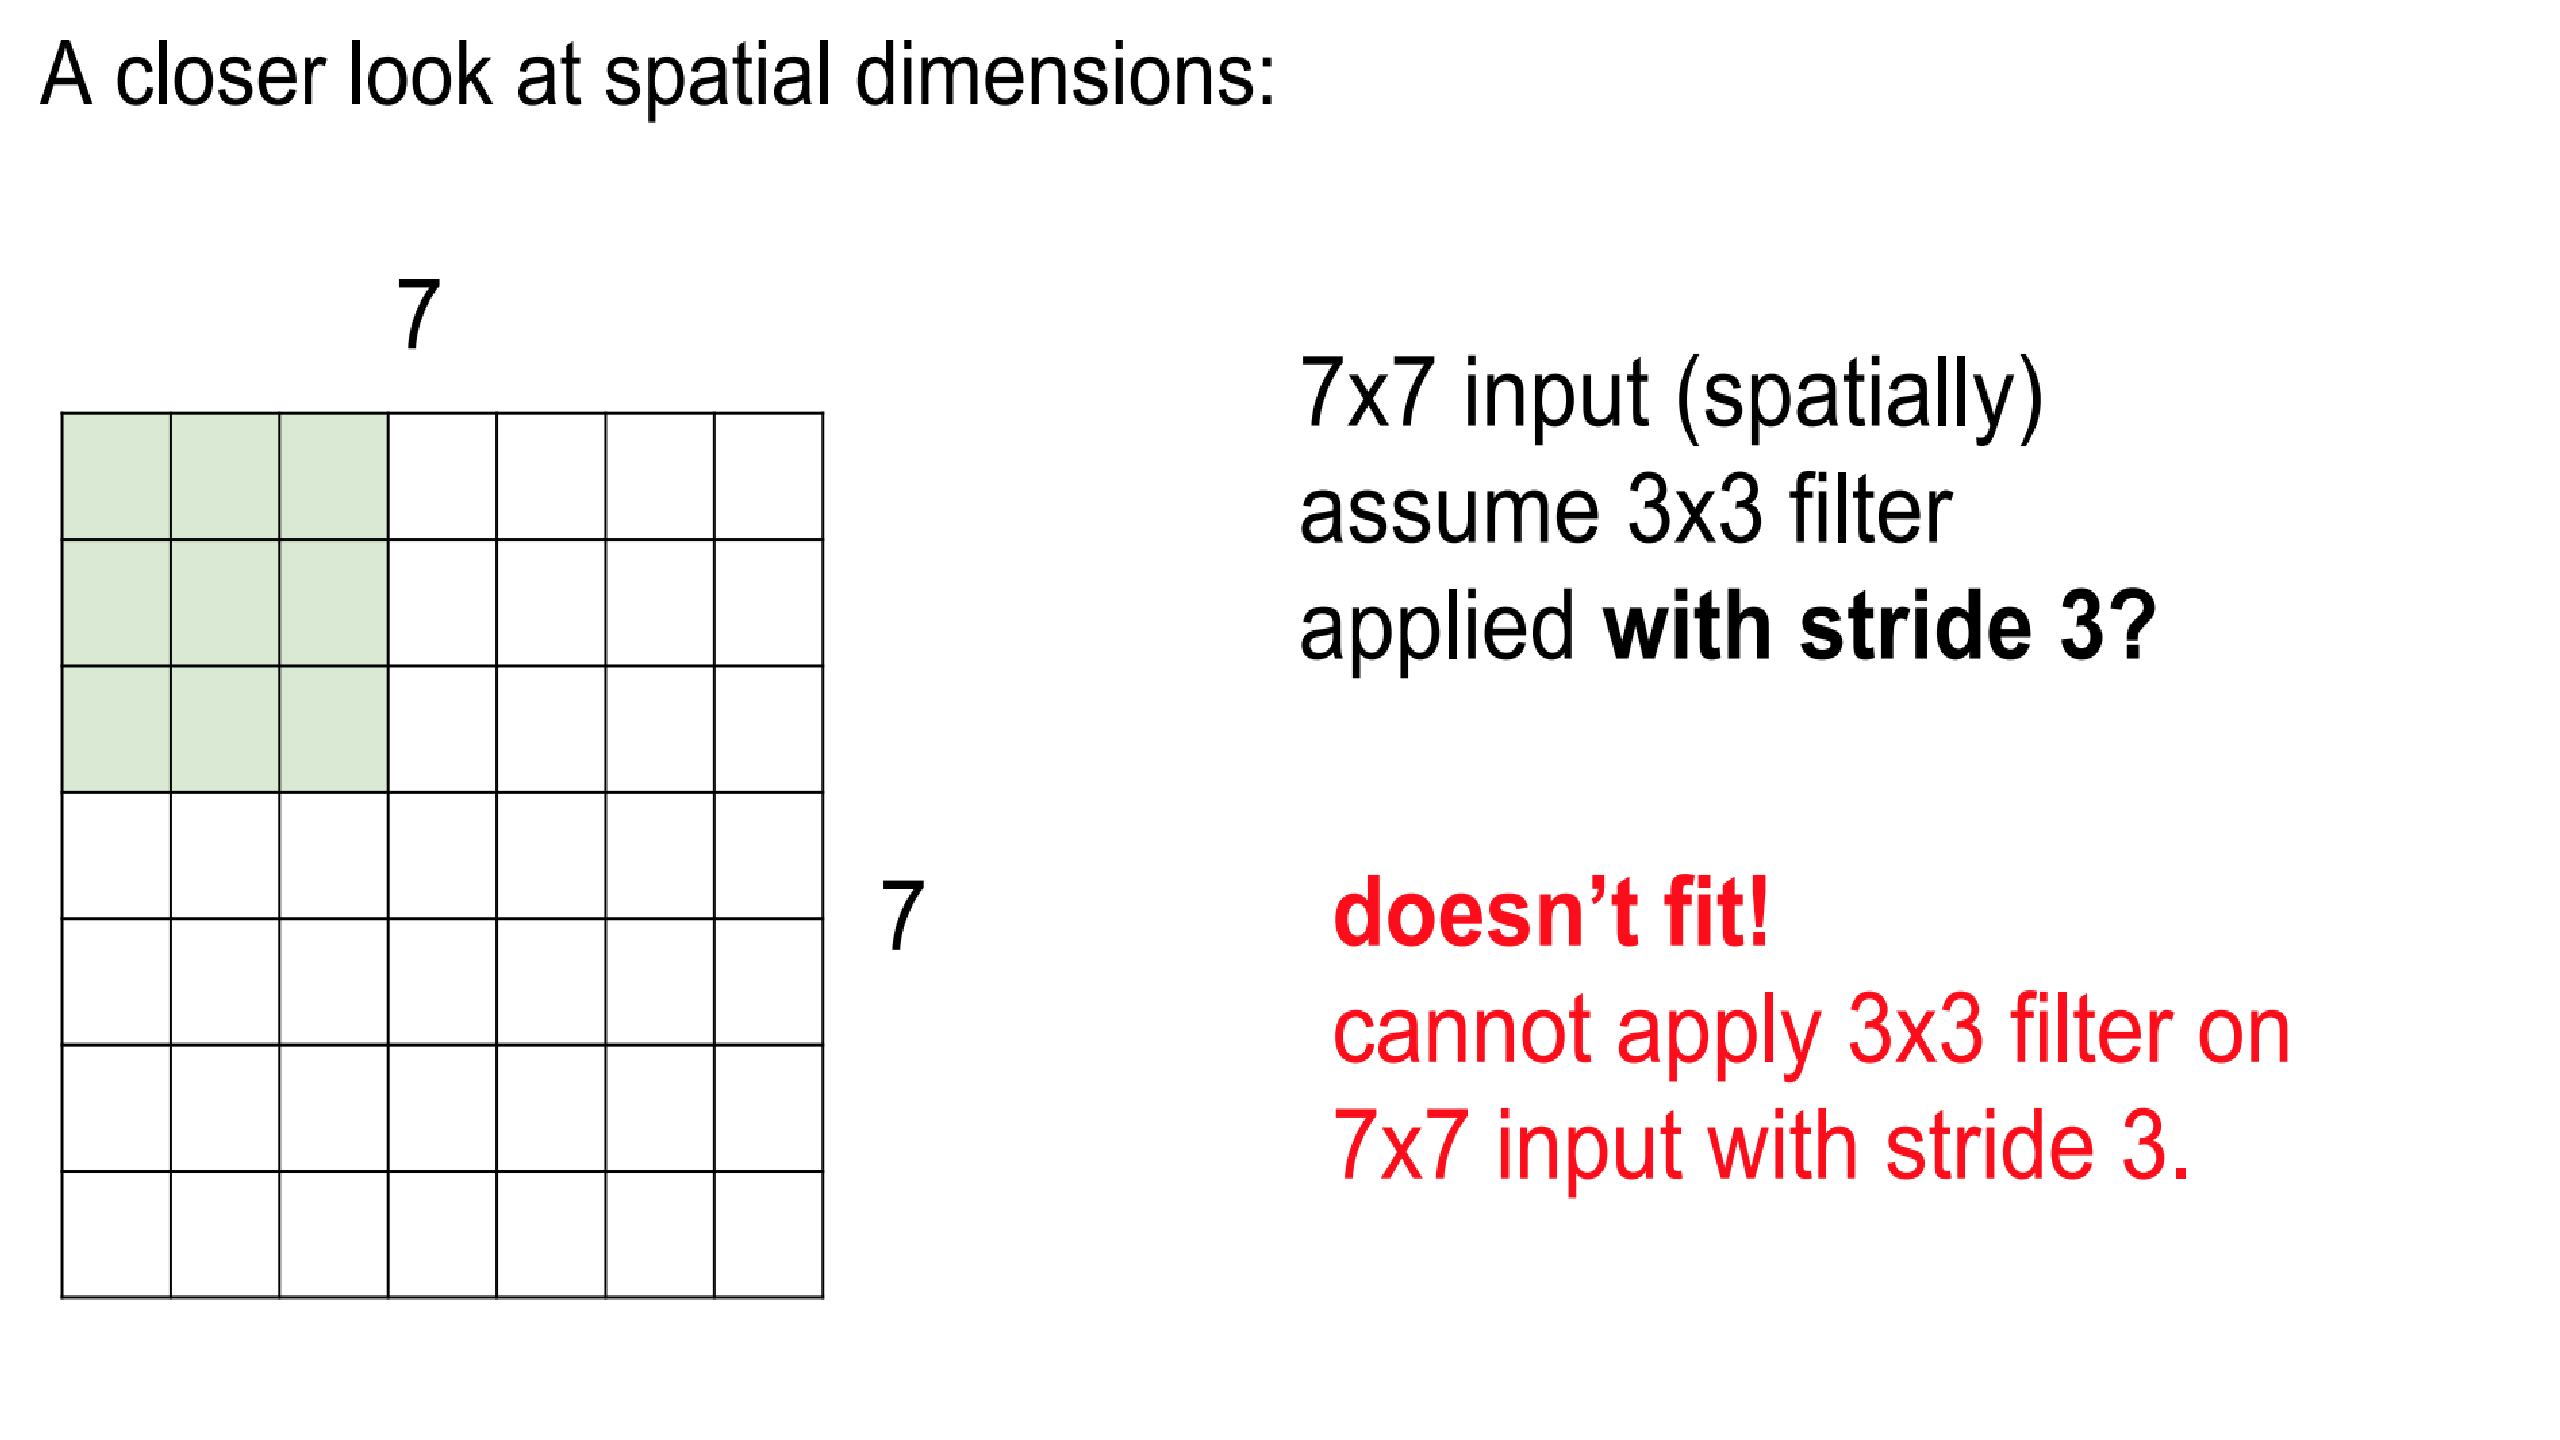 A closer look at spatial dimensions:
7
7x7 input (spatially)
assume 3x3 filter
applied with stride 3?
7
doesn’t fit!
cannot apply 3x3 filter on
7x7 input with stride 3.